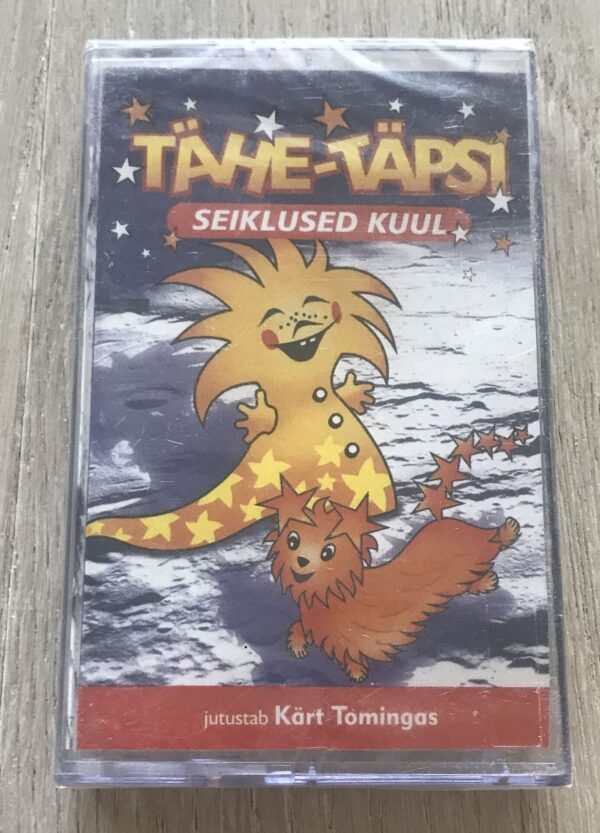 TÄHE-TÄPSI
SEIKLUSED KUUL
jutustab Kärt Tomingas